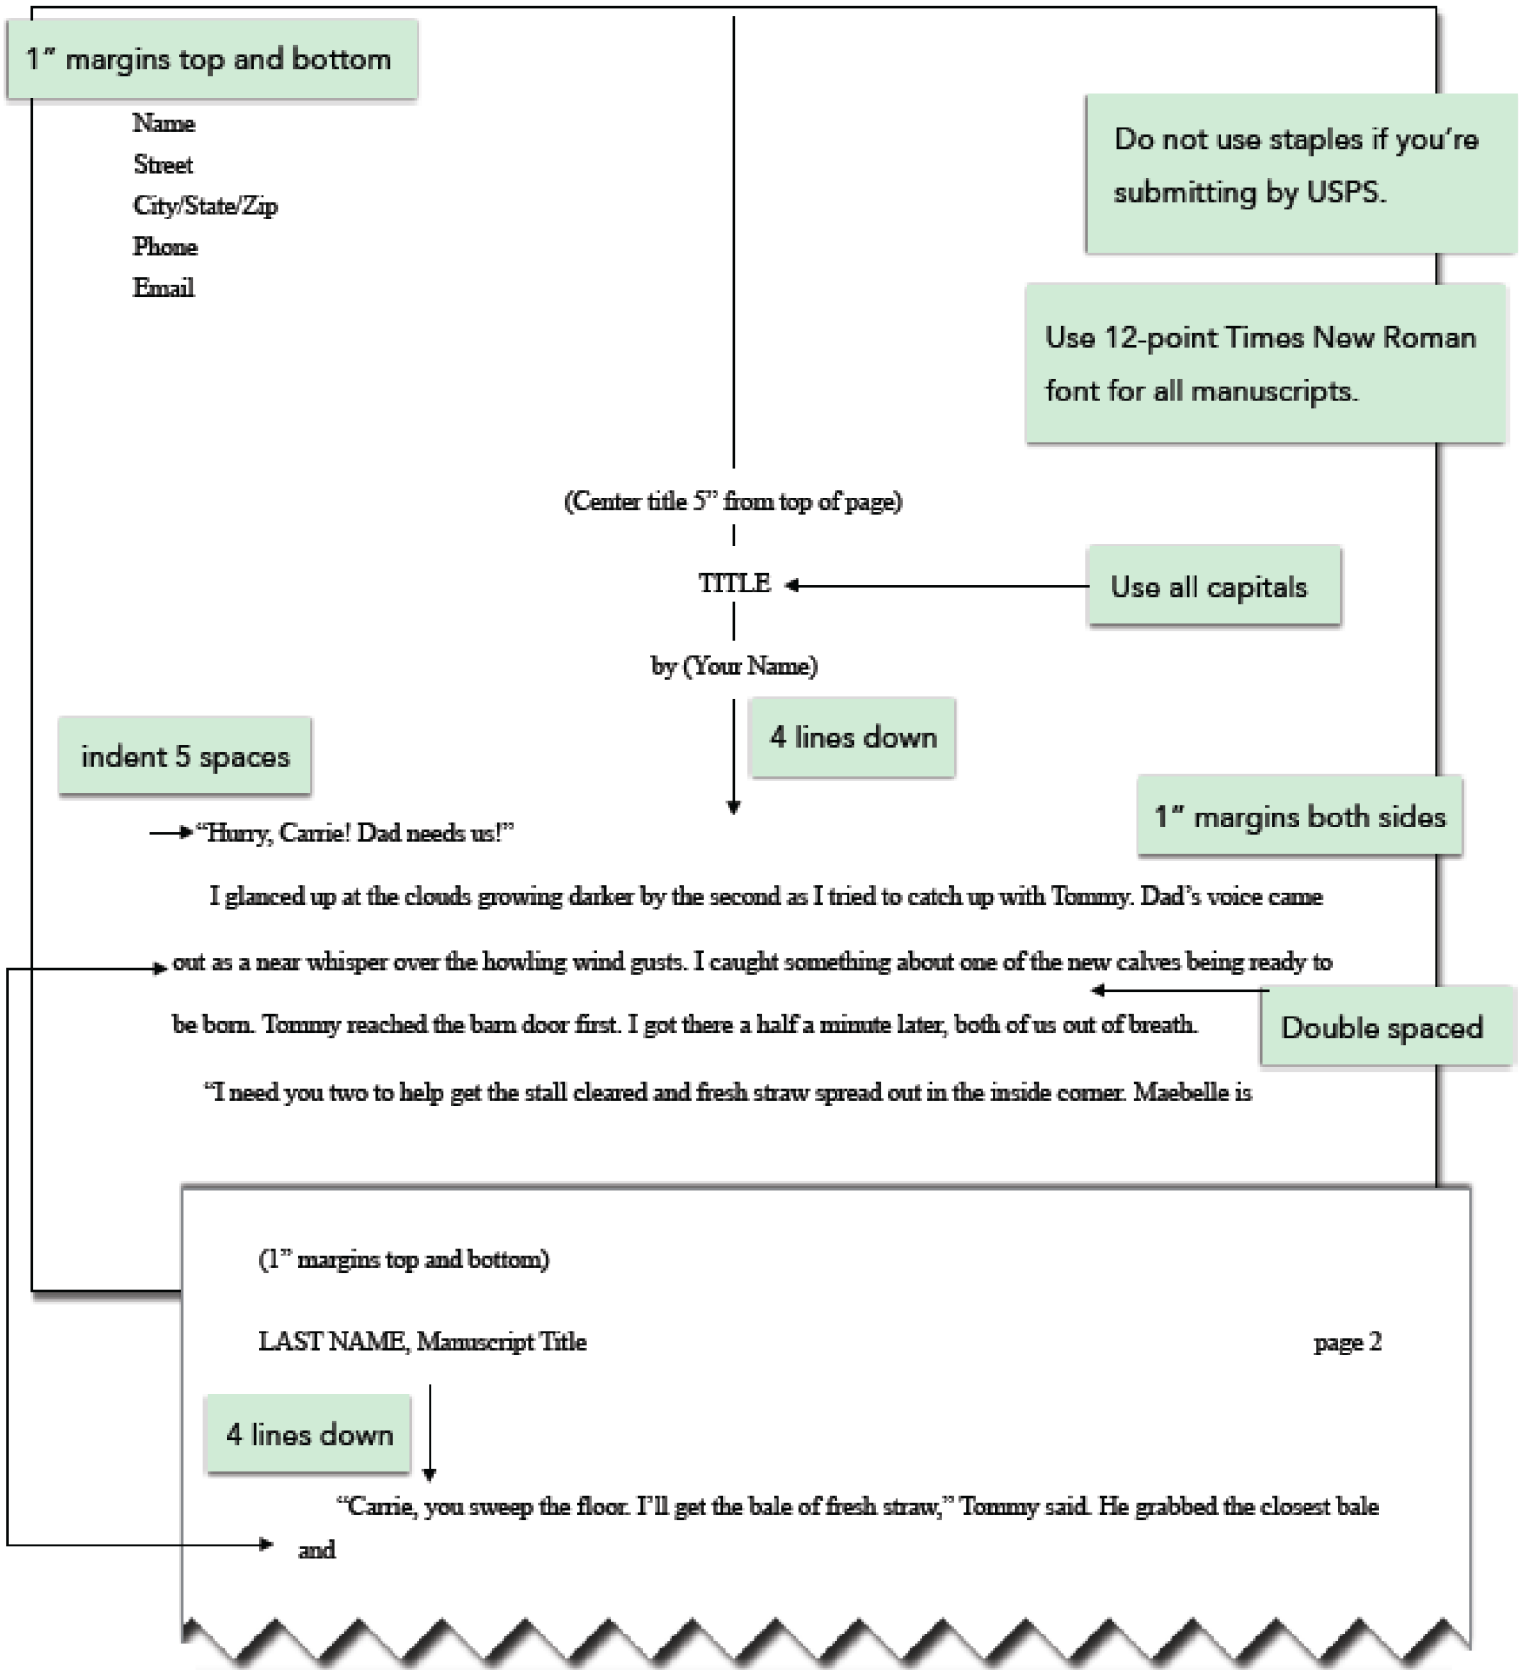 1” margins top and bottom
Name
Street
City/State/Zip
Phone
Email
Do not use staples if you’re
submitting by USPS.
Use 12-point Times New Roman
font for all manuscripts.
(Center title 5” from top of page)
TITLE
Use all capitals
by (Your Name)
4 lines down
indent 5 spaces
1” margins both sides
“Hurry, Carrie! Dad needs us!”
I glanced up at the clouds growing darker by the second as I tried to catch up with Tommy. Dad’s voice came
out as a near whisper over the howling wind gusts. I caught something about one of the new calves being ready to
be born. Tommy reached the barn door first. I got there a half a minute later, both of us out of breath.
Double spaced
“I need you two to help get the stall cleared and fresh straw spread out in the inside corner. Maebelle is
(1” margins top and bottom)
LAST NAME, Manuscript Title page 2
4 lines down
“Carrie, you sweep the floor. I’ll get the bale of fresh straw,” Tommy said. He grabbed the closest bale
and